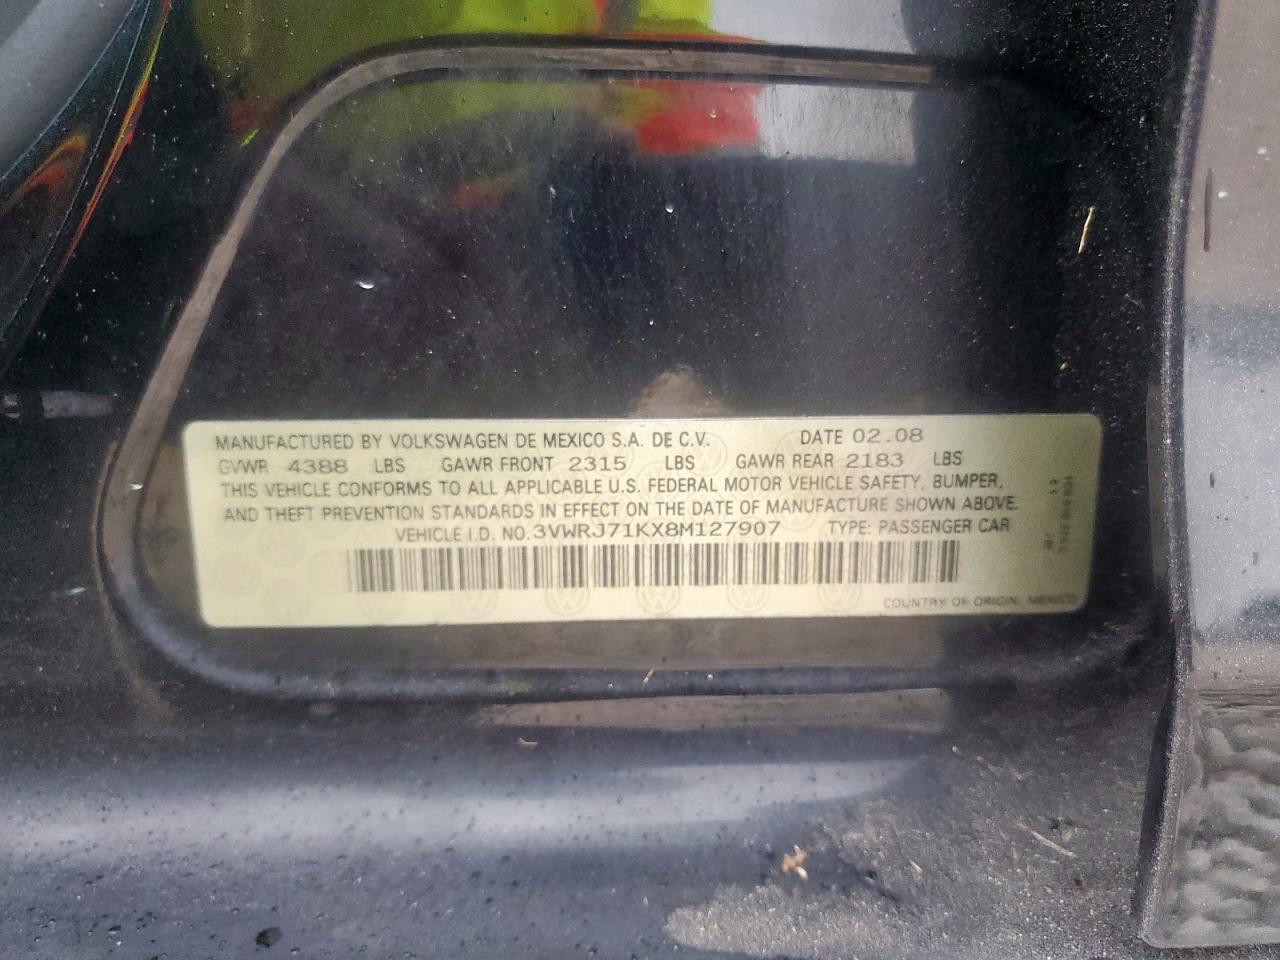 MANUFACTURED BY VOLKSWAGEN DE MEXICO S.A. DE C.V. DATE 02.08
GVWR 4388 LBS GAWR FRONT 2315 LBS GAWR REAR 2183 LBS
THIS VEHICLE CONFORMS TO ALL APPLICABLE U.S. FEDERAL MOTOR VEHICLE SAFETY, BUMPER,
AND THEFT PREVENTION STANDARDS IN EFFECT ON THE DATE OF MANUFACTURE SHOWN ABOVE.
VEHICLE I.D. NO.3VWRJ71KX8M127907 TYPE: PASSENGER CAR
COUNTRY OF ORIGIN: MEXICO